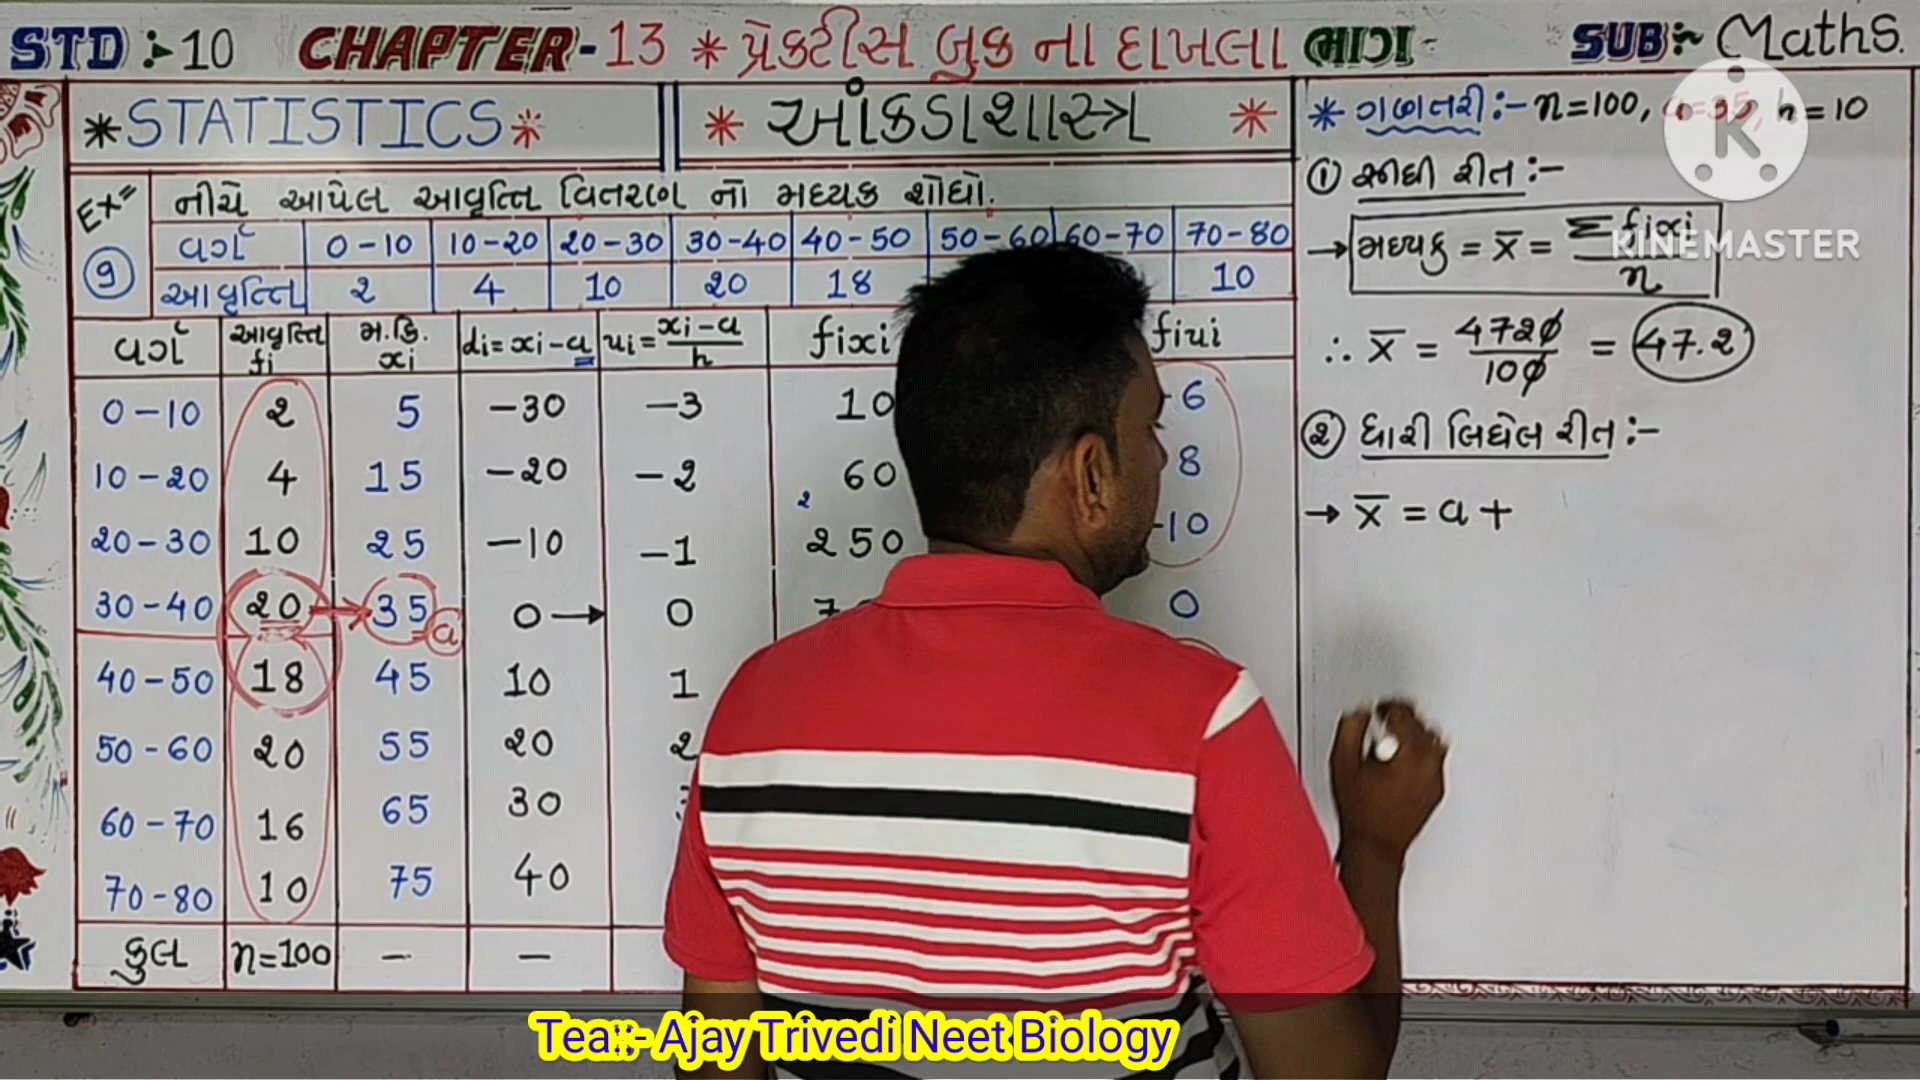 STD :- 10 CHAPTER - 13 * પ્રેકટીસ બુક ના દાખલા ભાગ - SUB :- Maths.
* STATISTICS * * આંકડાશાસ્ત્ર *
* ગણતરી :- n=100, a=35, h=10
Ex= 9 નીચે આપેલ આવૃત્તિ વિતરણ નો મધ્યક શોધો.
વર્ગ 0-10 10-20 20-30 30-40 40-50 50-60 60-70 70-80
આવૃત્તિ 2 4 10 20 18 10
વર્ગ આવૃત્તિ fi મ.કિ. xi di= xi-a ui= xi-a / h fixi fiui
0-10 2 5 -30 -3 10 -6
10-20 4 15 -20 -2 60 8
20-30 10 25 -10 -1 2 250 -10
30-40 20 → 35 = a 0 → 0 7 0
40-50 18 45 10 1
50-60 20 55 20 2
60-70 16 65 30
70-80 10 75 40
કુલ n=100 - -
① સીધી રીત :-
→ મધ્યક = x̄ = Σfixi / n
∴ x̄ = 4720 / 100 = 47.2
② ધારી લિધેલ રીત :-
→ x̄ = a +
K
KINEMASTER
Tea:- Ajay Trivedi Neet Biology